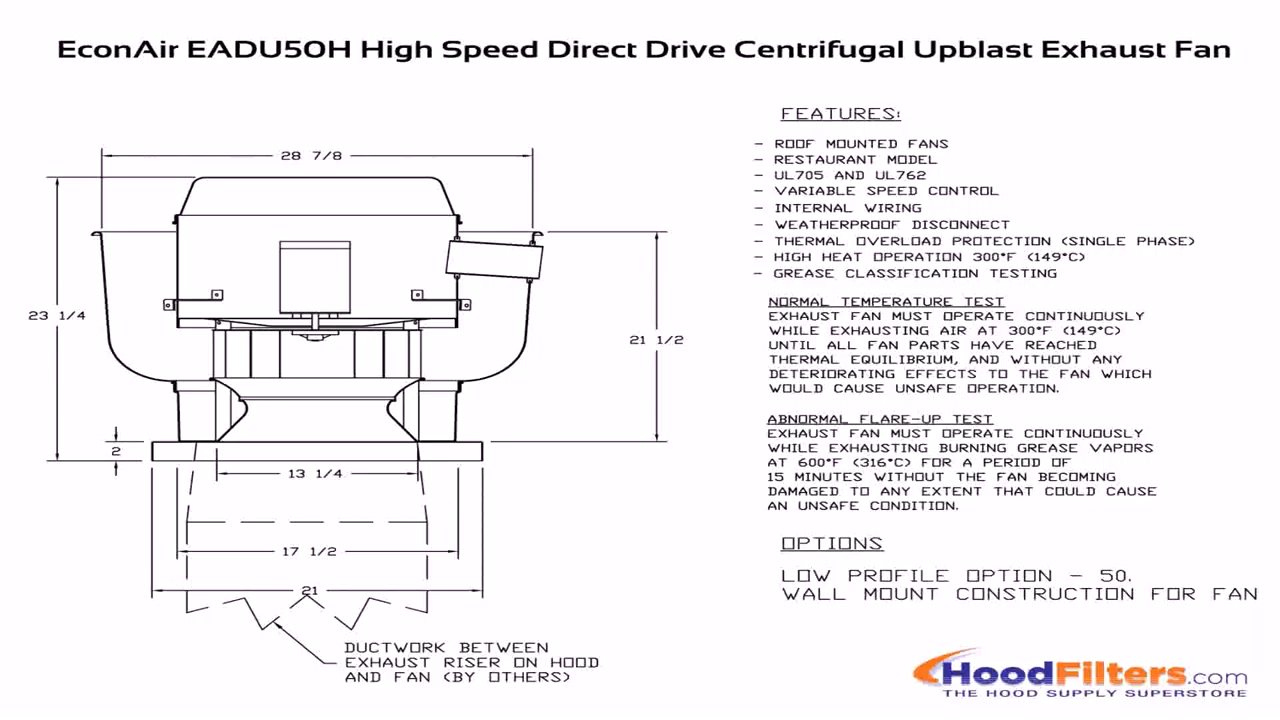 EconAir EADU50H High Speed Direct Drive Centrifugal Upblast Exhaust Fan
28 7/8
23 1/4
21 1/2
2
13 1/4
17 1/2
21
DUCTWORK BETWEEN
EXHAUST RISER ON HOOD
AND FAN (BY OTHERS)
FEATURES:
- ROOF MOUNTED FANS
- RESTAURANT MODEL
- UL705 AND UL762
- VARIABLE SPEED CONTROL
- INTERNAL WIRING
- WEATHERPROOF DISCONNECT
- THERMAL OVERLOAD PROTECTION (SINGLE PHASE)
- HIGH HEAT OPERATION 300°F (149°C)
- GREASE CLASSIFICATION TESTING
NORMAL TEMPERATURE TEST
EXHAUST FAN MUST OPERATE CONTINUOUSLY
WHILE EXHAUSTING AIR AT 300°F (149°C)
UNTIL ALL FAN PARTS HAVE REACHED
THERMAL EQUILIBRIUM, AND WITHOUT ANY
DETERIORATING EFFECTS TO THE FAN WHICH
WOULD CAUSE UNSAFE OPERATION.
ABNORMAL FLARE-UP TEST
EXHAUST FAN MUST OPERATE CONTINUOUSLY
WHILE EXHAUSTING BURNING GREASE VAPORS
AT 600°F (316°C) FOR A PERIOD OF
15 MINUTES WITHOUT THE FAN BECOMING
DAMAGED TO ANY EXTENT THAT COULD CAUSE
AN UNSAFE CONDITION.
OPTIONS
LOW PROFILE OPTION - 50.
WALL MOUNT CONSTRUCTION FOR FAN
HoodFilters.com
THE HOOD SUPPLY SUPERSTORE